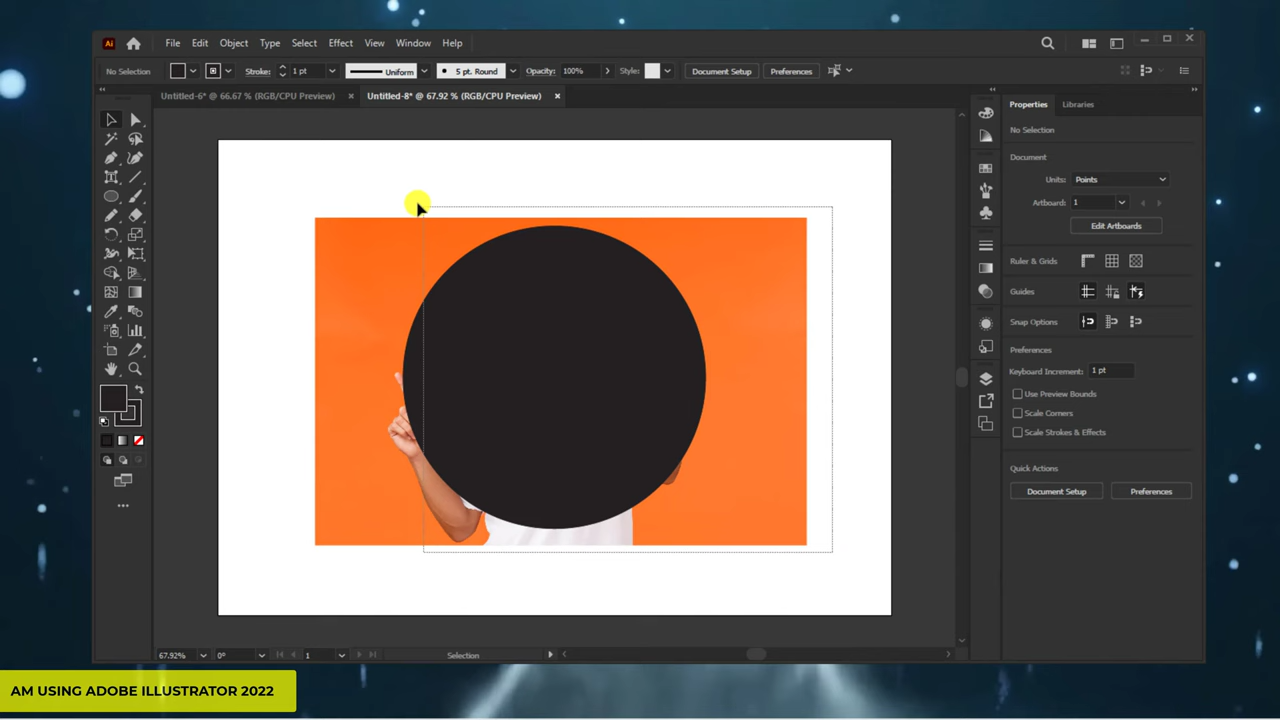 Ai File Edit Object Type Select Effect View Window Help
No Selection Stroke: 1 pt Uniform 5 pt. Round Opacity: 100% Style: Document Setup Preferences
Untitled-6* @ 66.67 % (RGB/CPU Preview) × Untitled-8* @ 67.92 % (RGB/CPU Preview) ×
Properties Libraries
No Selection
Document
Units: Points
Artboard: 1
Edit Artboards
Ruler & Grids
Guides
Snap Options
Preferences
Keyboard Increment: 1 pt
Use Preview Bounds
Scale Corners
Scale Strokes & Effects
Quick Actions
Document Setup Preferences
67.92% 0° 1 Selection
AM USING ADOBE ILLUSTRATOR 2022